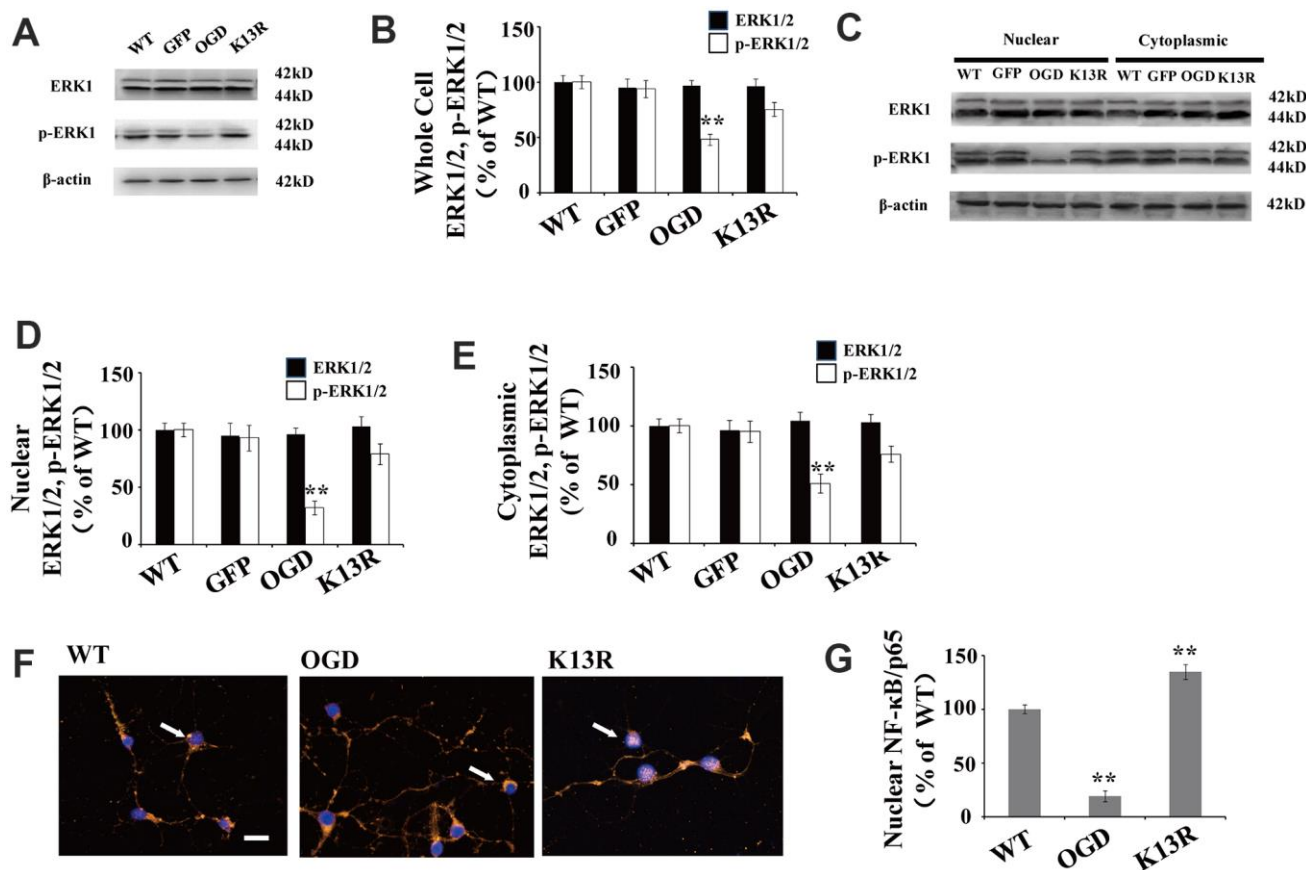 A
WT GFP OGD K13R
ERK1
42kD
44kD
p-ERK1
42kD
44kD
β-actin
42kD
B
ERK1/2
p-ERK1/2
Whole Cell
ERK1/2, p-ERK1/2
( % of WT)
150
100
50
0
**
WT GFP OGD K13R
C
Nuclear Cytoplasmic
WT GFP OGD K13R WT GFP OGD K13R
ERK1
42kD
44kD
p-ERK1
42kD
44kD
β-actin
42kD
D
ERK1/2
p-ERK1/2
Nuclear
ERK1/2, p-ERK1/2
( % of WT)
150
100
50
0
**
WT GFP OGD K13R
E
ERK1/2
p-ERK1/2
Cytoplasmic
ERK1/2, p-ERK1/2
(% of WT)
150
100
50
0
**
WT GFP OGD K13R
F
WT OGD K13R
G
Nuclear NF-κB/p65
( % of WT)
150
100
50
0
**
**
WT OGD K13R